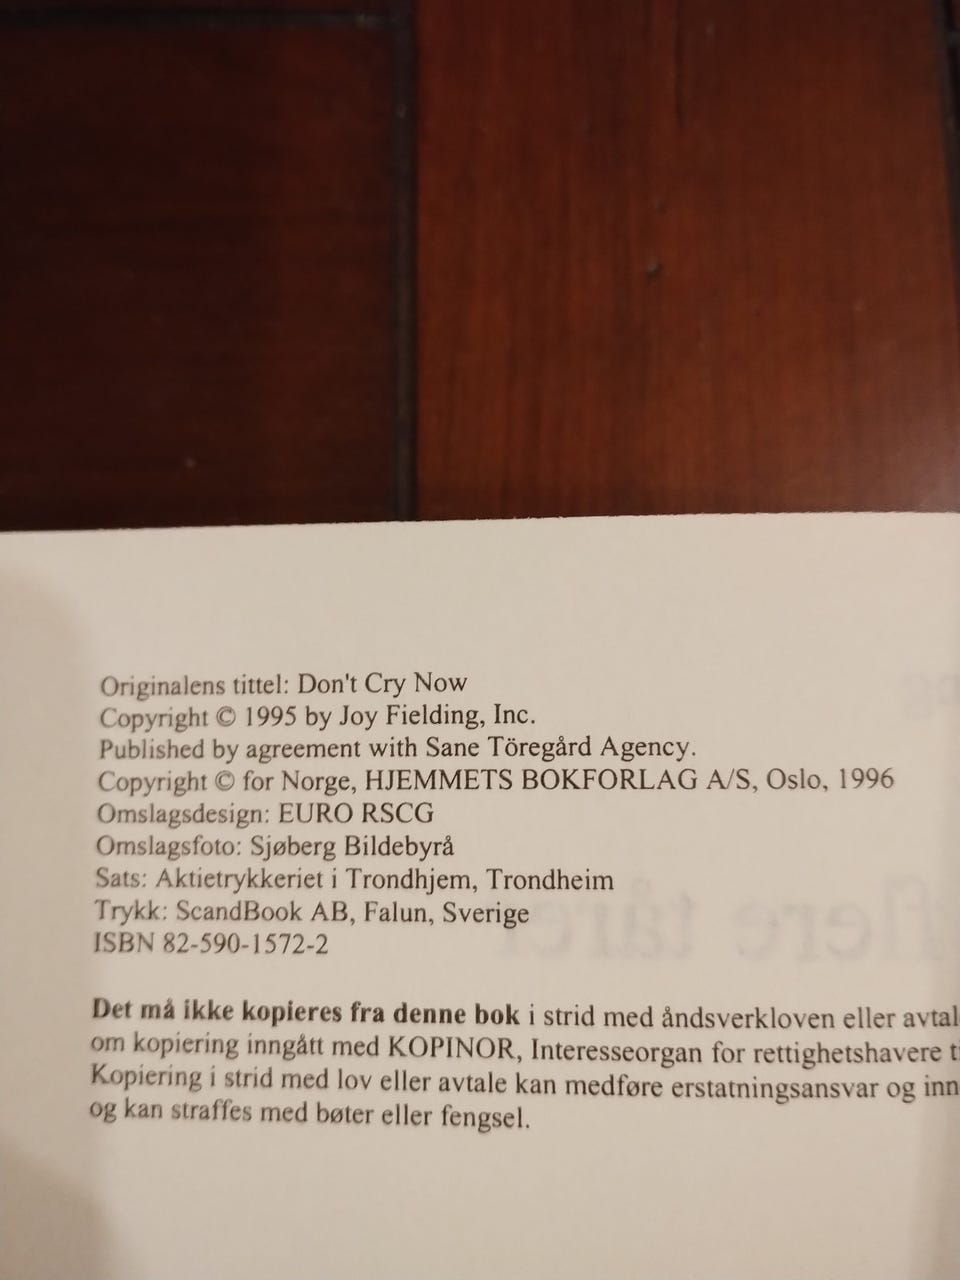 Originalens tittel: Don't Cry Now
Copyright © 1995 by Joy Fielding, Inc.
Published by agreement with Sane Töregård Agency.
Copyright © for Norge, HJEMMETS BOKFORLAG A/S, Oslo, 1996
Omslagsdesign: EURO RSCG
Omslagsfoto: Sjøberg Bildebyrå
Sats: Aktietrykkeriet i Trondhjem, Trondheim
Trykk: ScandBook AB, Falun, Sverige
ISBN 82-590-1572-2
Det må ikke kopieres fra denne bok i strid med åndsverkloven eller avtal
om kopiering inngått med KOPINOR, Interesseorgan for rettighetshavere
Kopiering i strid med lov eller avtale kan medføre erstatningsansvar og inn
og kan straffes med bøter eller fengsel.